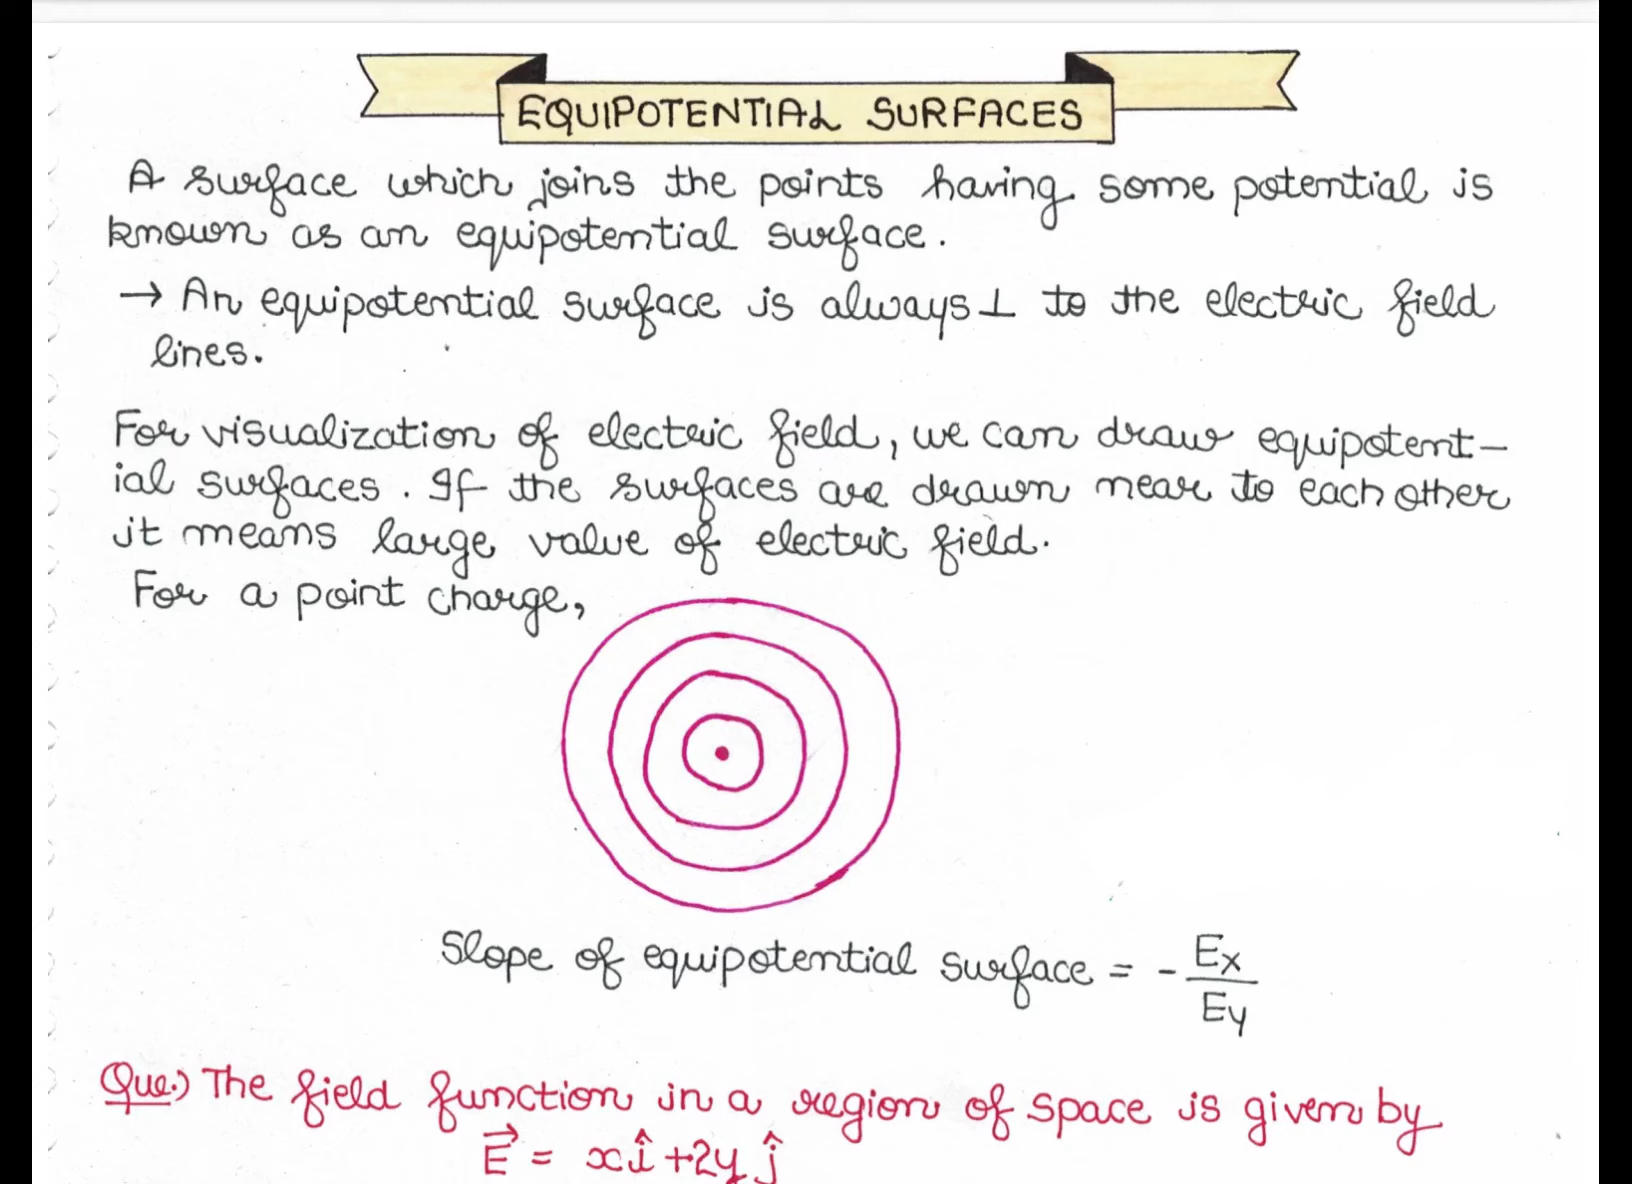 EQUIPOTENTIAL SURFACES
A surface which joins the points having some potential is
known as an equipotential surface.
→ An equipotential surface is always ⊥ to the electric field
lines.
For visualization of electric field, we can draw equipotent-
ial surfaces. If the surfaces are drawn near to each other
it means large value of electric field.
For a point charge,
Slope of equipotential surface = - Ex/Ey
Que.) The field function in a region of space is given by
E⃗ = xî + 2yĵ